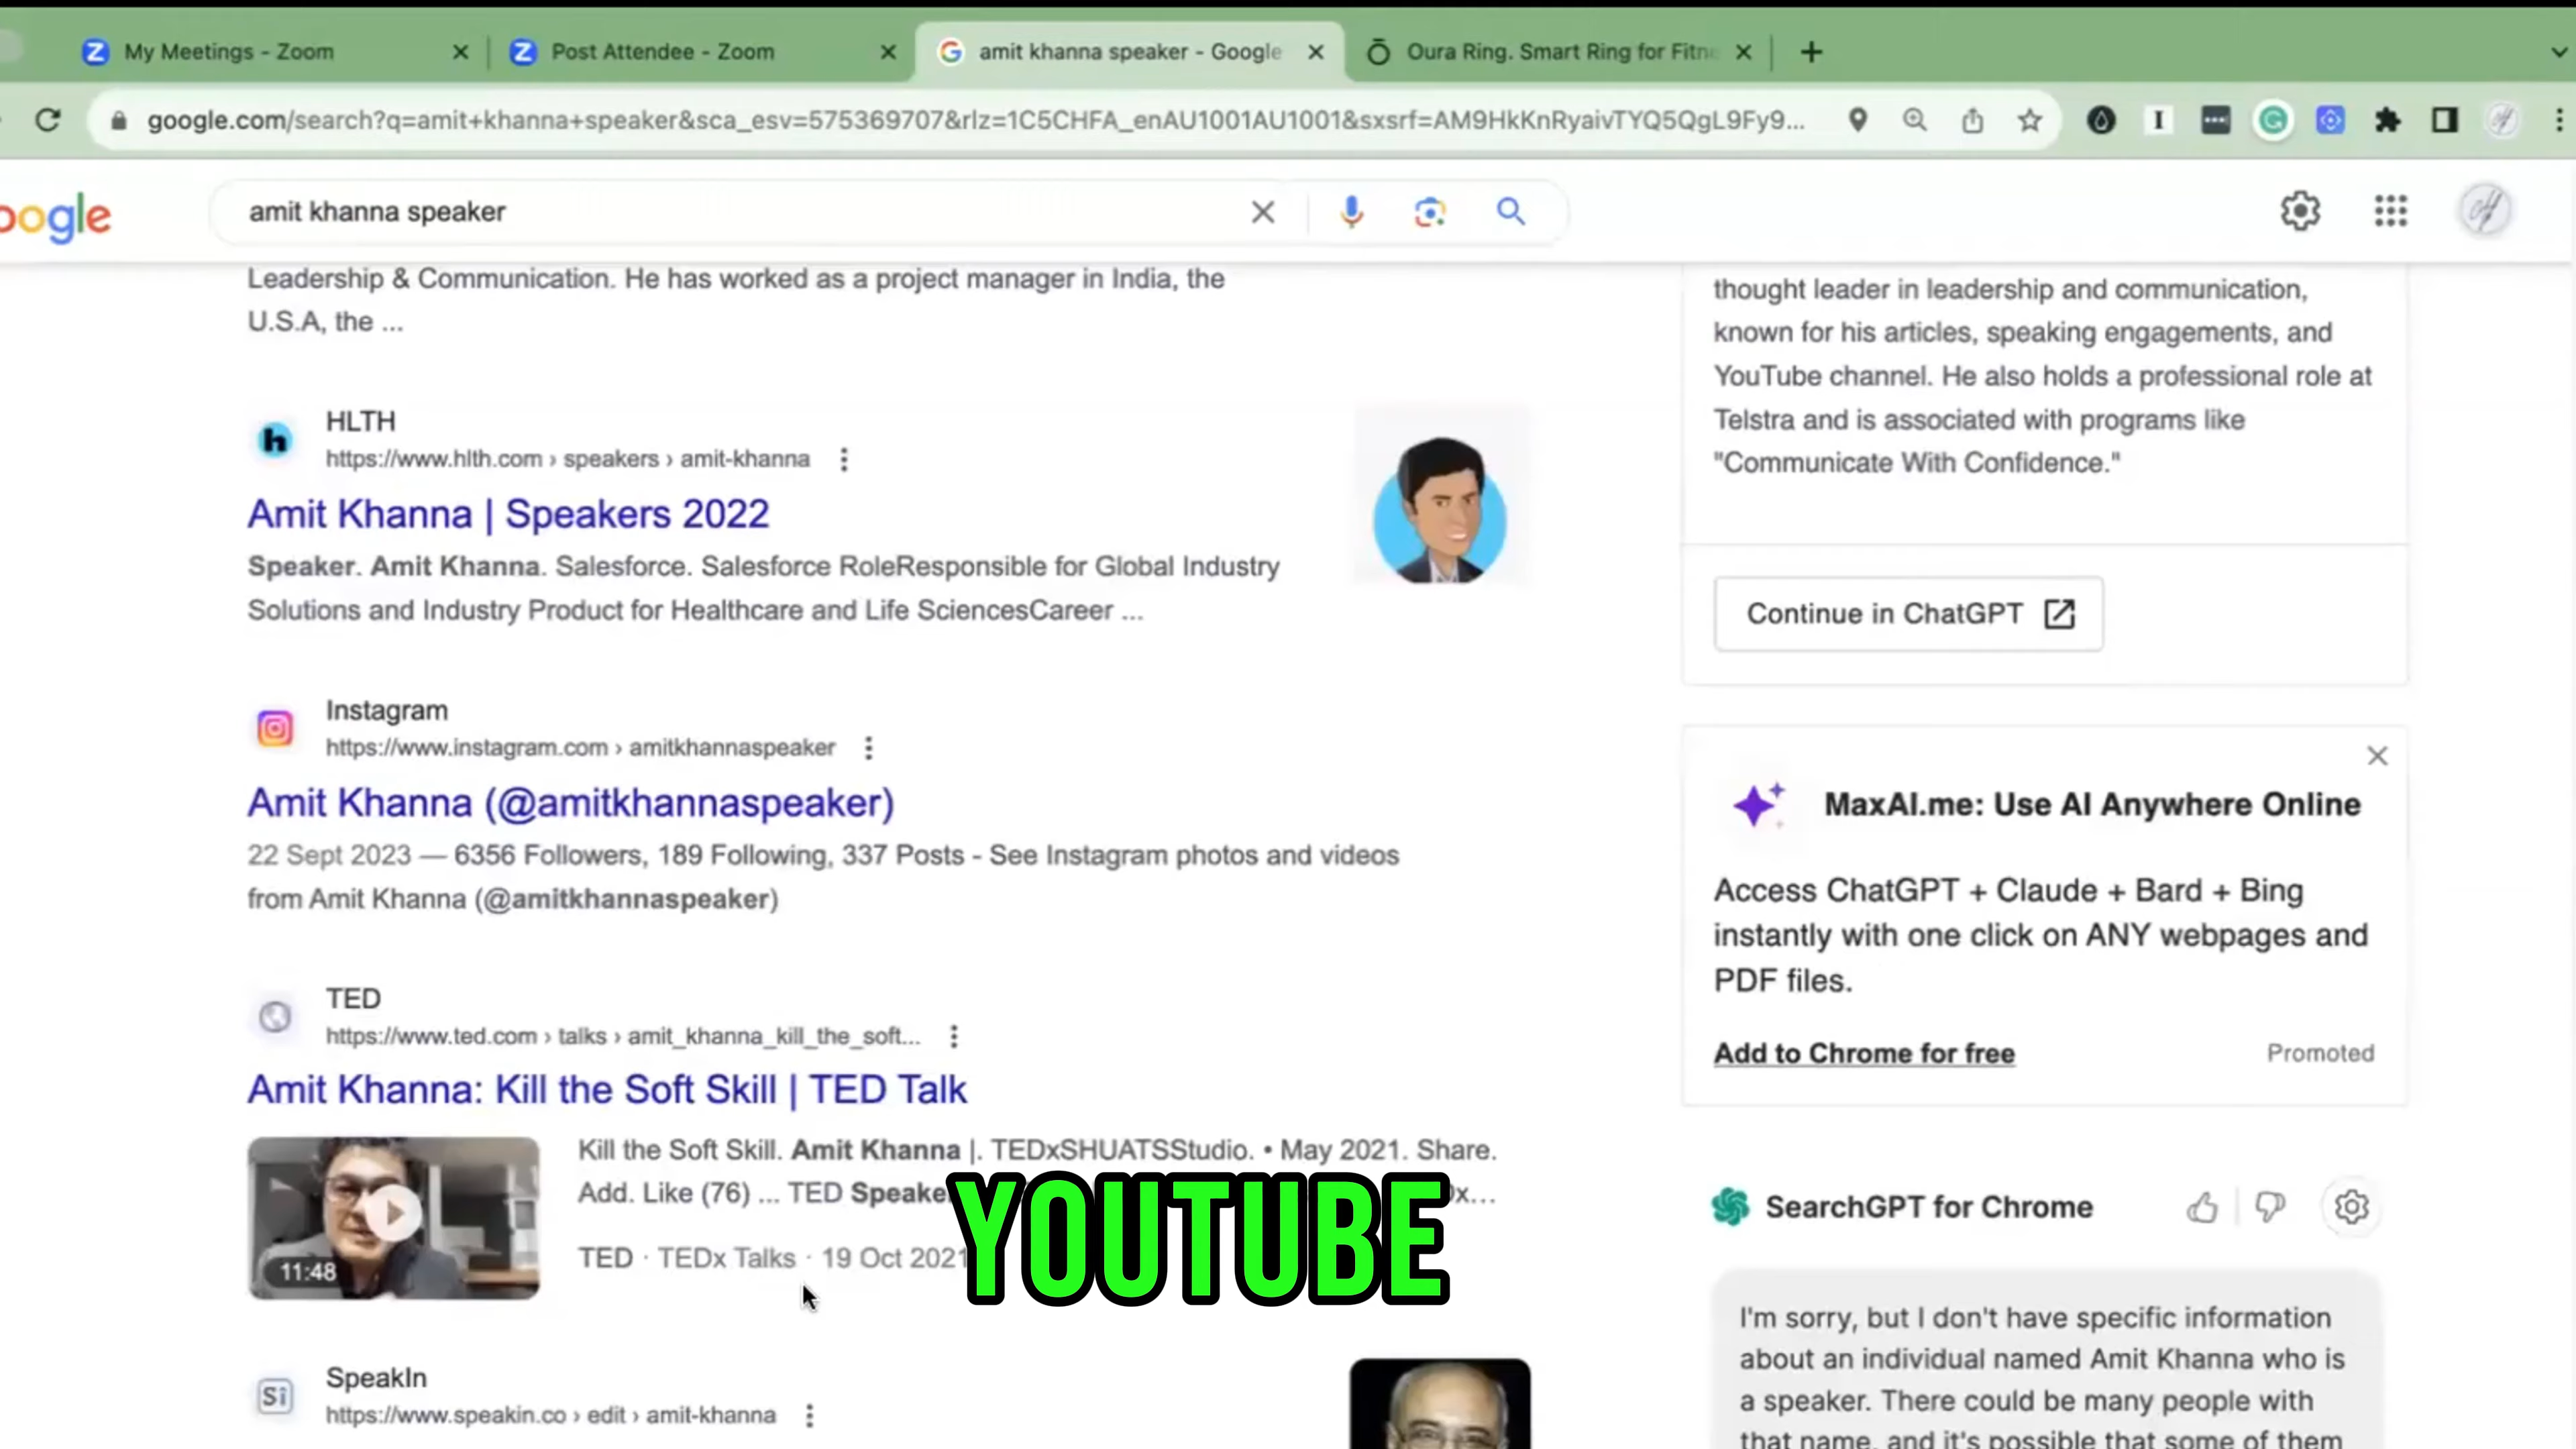 My Meetings - Zoom
Post Attendee - Zoom
amit khanna speaker - Google
Oura Ring. Smart Ring for Fitn
google.com/search?q=amit+khanna+speaker&sca_esv=575369707&rlz=1C5CHFA_enAU1001AU1001&sxsrf=AM9HkKnRyaivTYQ5QgL9Fy9...
oogle
amit khanna speaker
Leadership & Communication. He has worked as a project manager in India, the
U.S.A, the ...
HLTH
https://www.hlth.com › speakers › amit-khanna
Amit Khanna | Speakers 2022
Speaker. Amit Khanna. Salesforce. Salesforce RoleResponsible for Global Industry
Solutions and Industry Product for Healthcare and Life SciencesCareer ...
Instagram
https://www.instagram.com › amitkhannaspeaker
Amit Khanna (@amitkhannaspeaker)
22 Sept 2023 — 6356 Followers, 189 Following, 337 Posts - See Instagram photos and videos
from Amit Khanna (@amitkhannaspeaker)
TED
https://www.ted.com › talks › amit_khanna_kill_the_soft...
Amit Khanna: Kill the Soft Skill | TED Talk
11:48
Kill the Soft Skill. Amit Khanna |. TEDxSHUATSStudio. • May 2021. Share.
Add. Like (76) ... TED Speake
TED · TEDx Talks · 19 Oct 2021
YOUTUBE
Si
SpeakIn
https://www.speakin.co › edit › amit-khanna
thought leader in leadership and communication,
known for his articles, speaking engagements, and
YouTube channel. He also holds a professional role at
Telstra and is associated with programs like
"Communicate With Confidence."
Continue in ChatGPT
MaxAI.me: Use AI Anywhere Online
Access ChatGPT + Claude + Bard + Bing
instantly with one click on ANY webpages and
PDF files.
Add to Chrome for free
Promoted
SearchGPT for Chrome
I'm sorry, but I don't have specific information
about an individual named Amit Khanna who is
a speaker. There could be many people with
that name, and it's possible that some of them